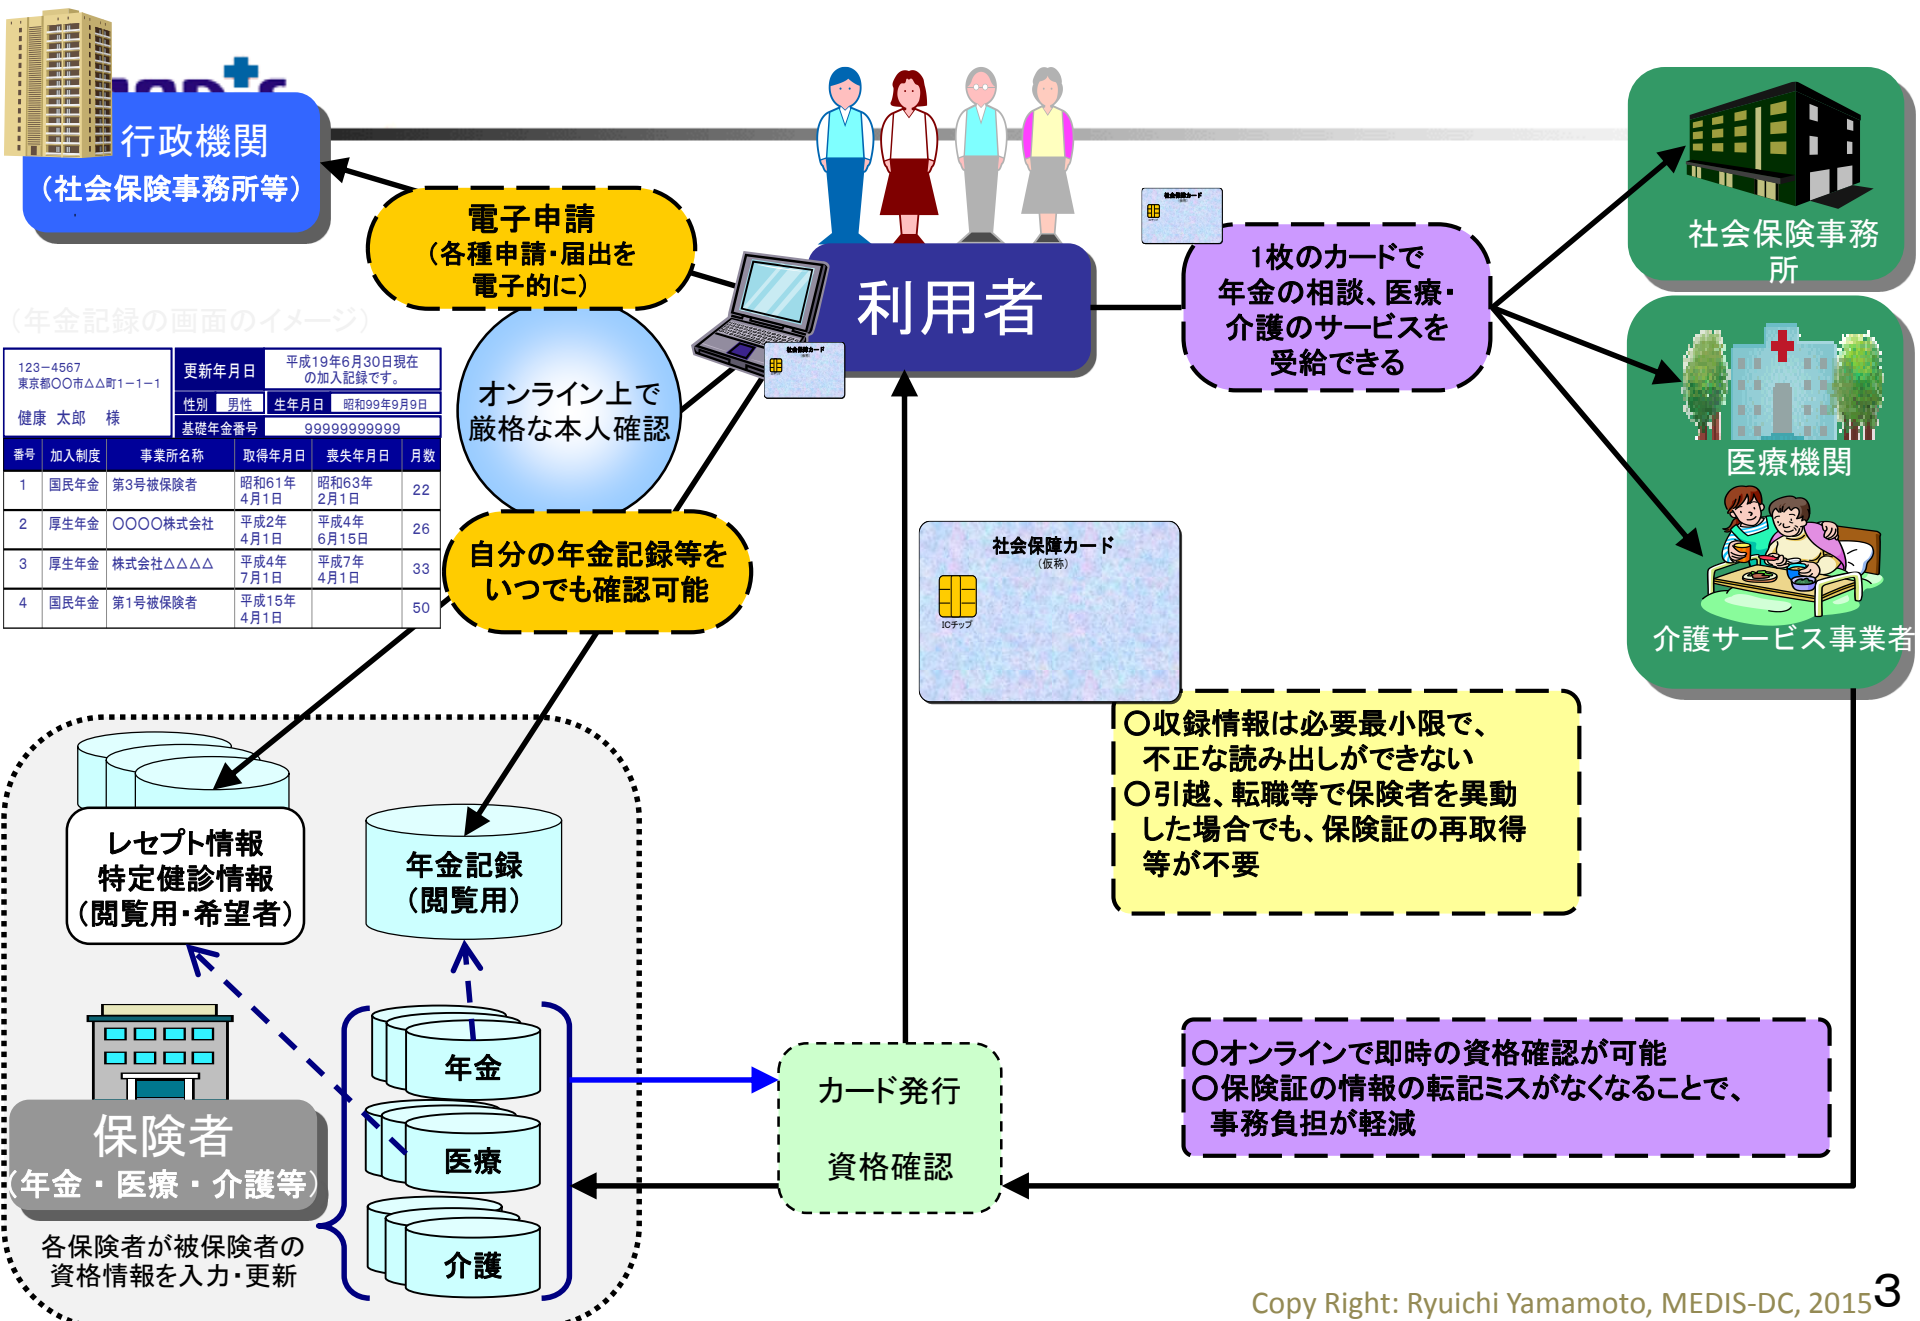 行政機関
（社会保険事務所等）
電子申請
（各種申請・届出を
電子的に）
利用者
社会保障カード
（仮称）
1枚のカードで
年金の相談、医療・
介護のサービスを
受給できる
社会保険事務
所
医療機関
介護サービス事業者
（年金記録の画面のイメージ）
123－4567
東京都〇〇市△△町1－1－1
健康 太郎 様
更新年月日
平成19年6月30日現在
の加入記録です。
性別 男性 生年月日 昭和99年9月9日
基礎年金番号 99999999999
番号 加入制度 事業所名称 取得年月日 喪失年月日 月数
1 国民年金 第3号被保険者 昭和61年4月1日 昭和63年2月1日 22
2 厚生年金 〇〇〇〇株式会社 平成2年4月1日 平成4年6月15日 26
3 厚生年金 株式会社△△△△ 平成4年7月1日 平成7年4月1日 33
4 国民年金 第1号被保険者 平成15年4月1日 50
オンライン上で
厳格な本人確認
社会保障カード
（仮称）
自分の年金記録等を
いつでも確認可能
社会保障カード
（仮称）
ICチップ
〇収録情報は必要最小限で、
不正な読み出しができない
〇引越、転職等で保険者を異動
した場合でも、保険証の再取得
等が不要
レセプト情報
特定健診情報
（閲覧用・希望者）
年金記録
（閲覧用）
保険者
（年金・医療・介護等）
各保険者が被保険者の
資格情報を入力・更新
年金
医療
介護
カード発行
資格確認
〇オンラインで即時の資格確認が可能
〇保険証の情報の転記ミスがなくなることで、
事務負担が軽減
Copy Right: Ryuichi Yamamoto, MEDIS-DC, 2015
3